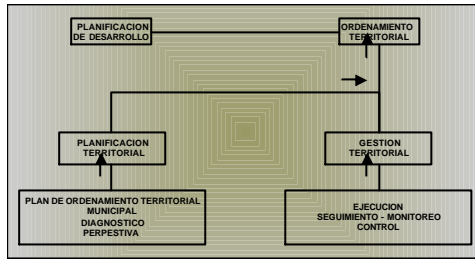 PLANIFICACION
DE DESARROLLO
ORDENAMIENTO
TERRITORIAL
PLANIFICACION
TERRITORIAL
GESTION
TERRITORIAL
PLAN DE ORDENAMIENTO TERRITORIAL
MUNICIPAL
DIAGNOSTICO
PERPESTIVA
EJECUCION
SEGUIMIENTO - MONITOREO
CONTROL